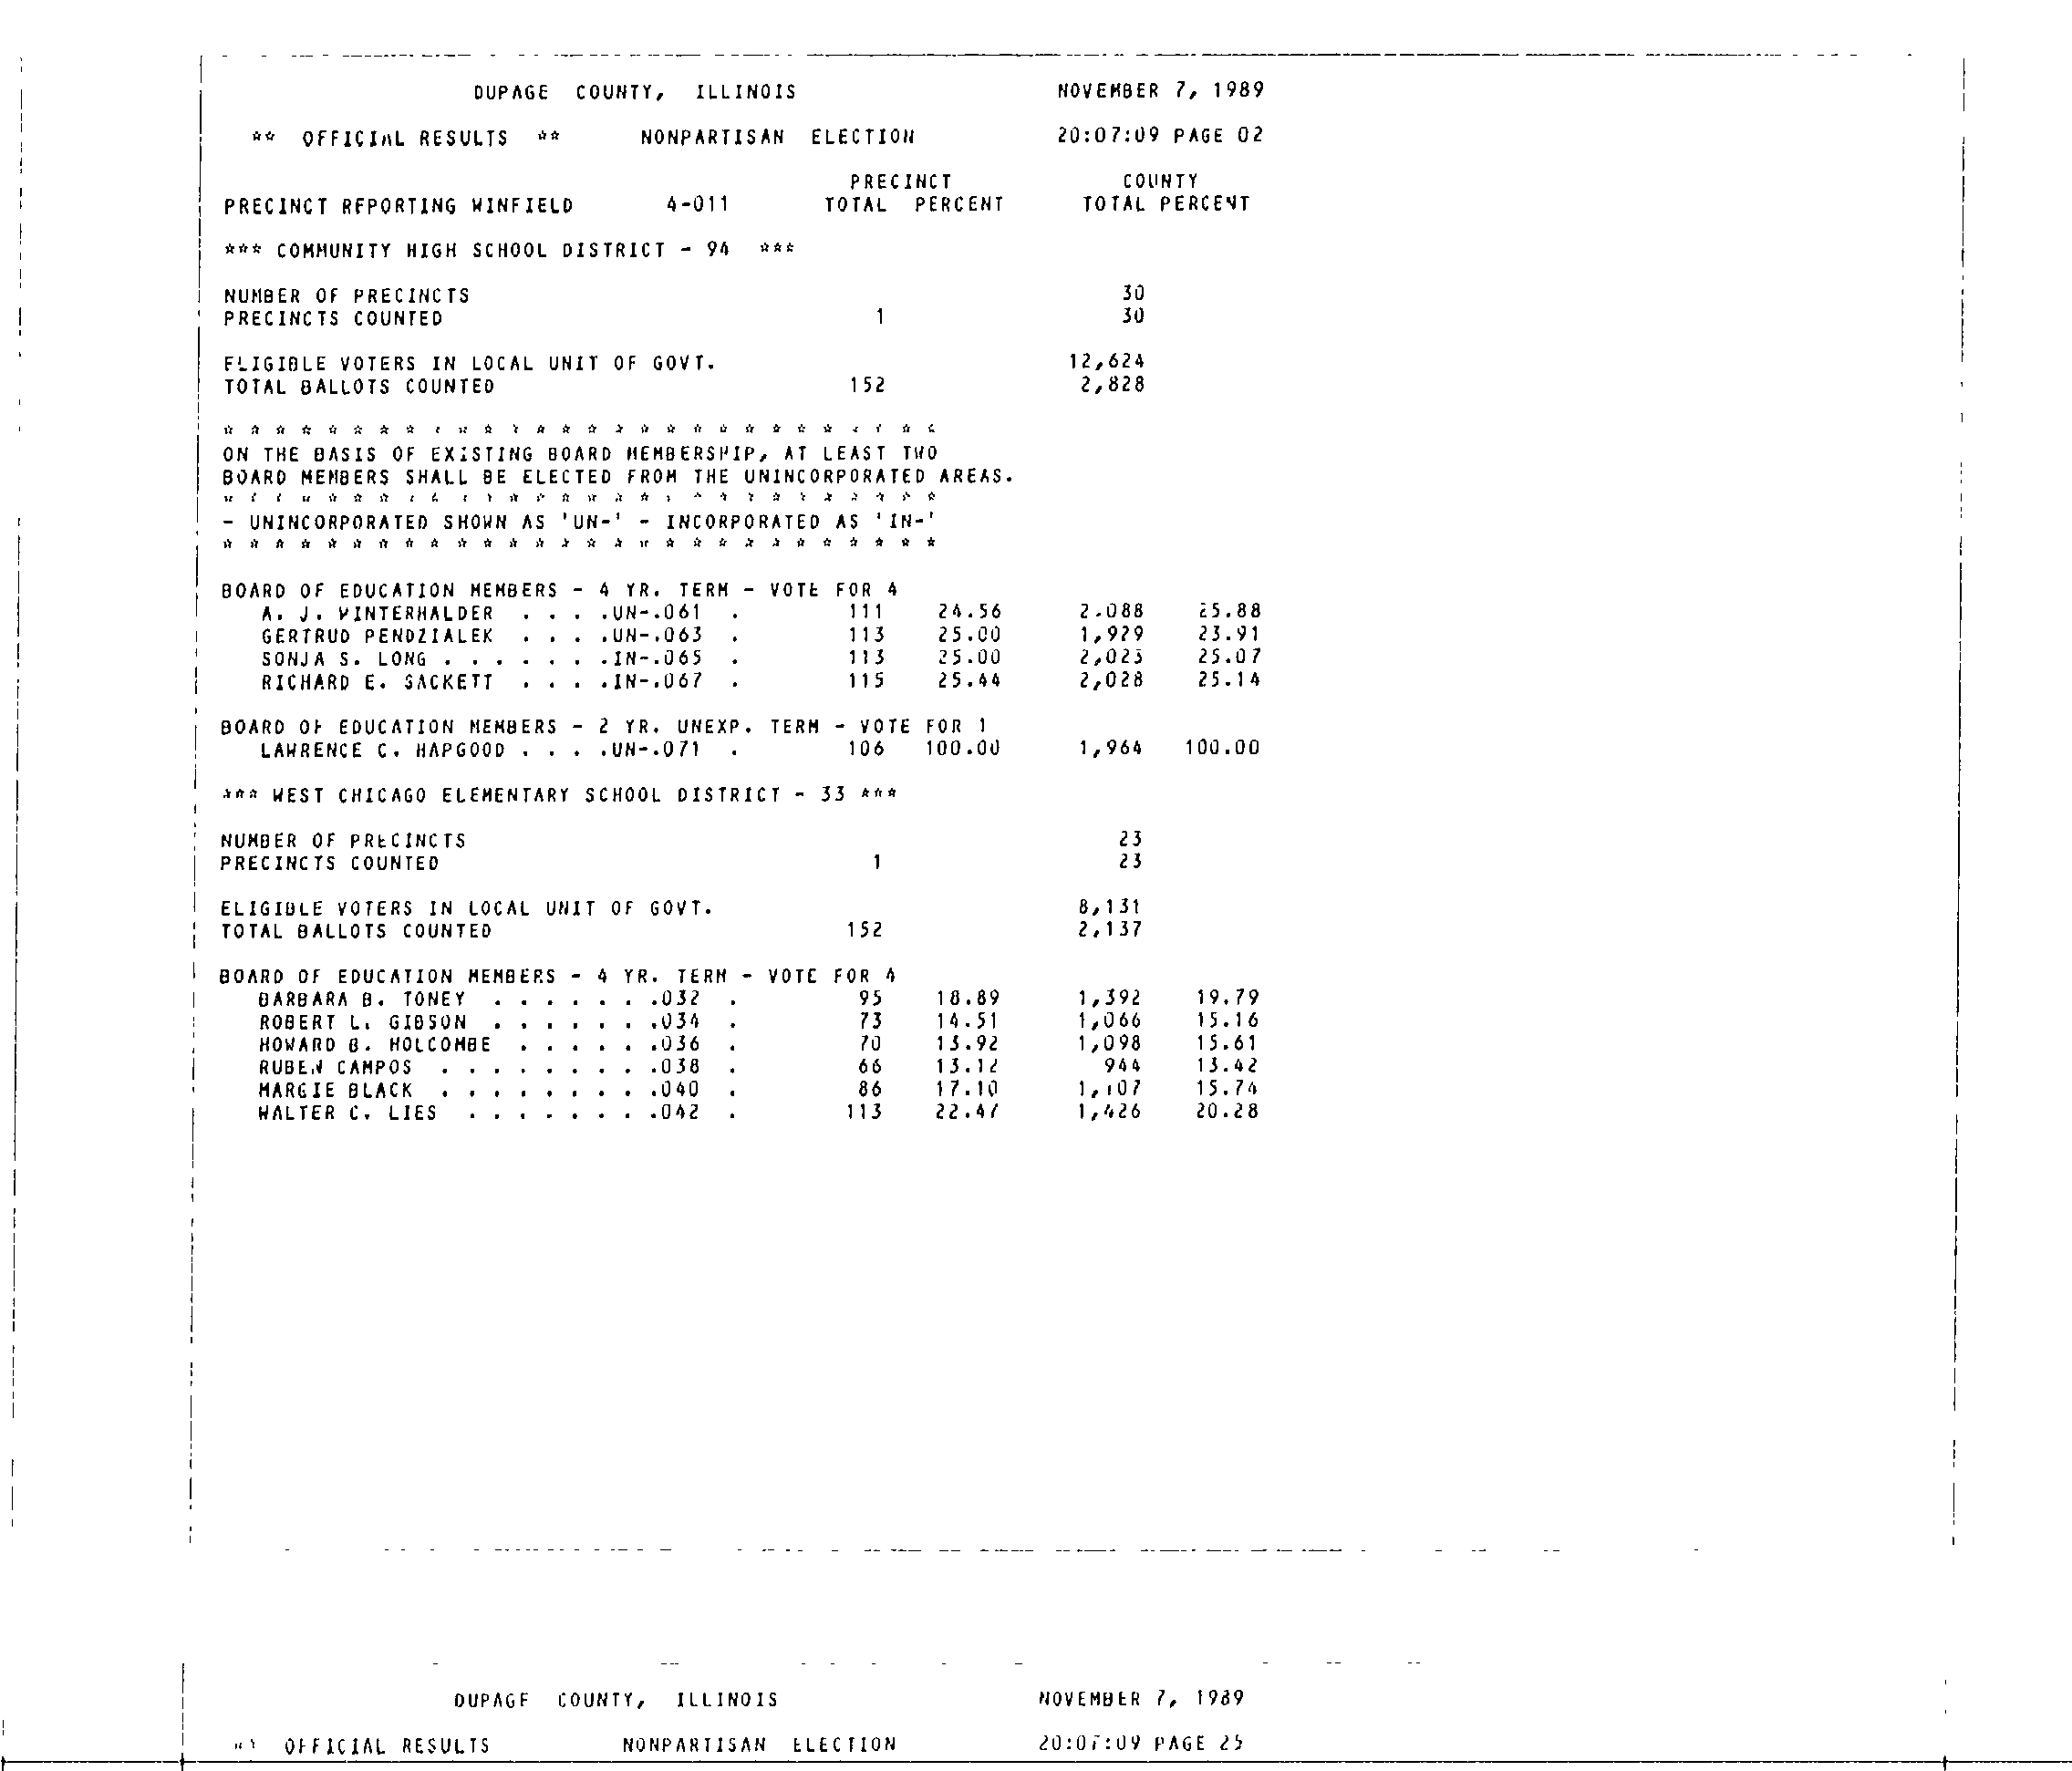 DUPAGE COUNTY, ILLINOIS NOVEMBER 7, 1989
** OFFICIAL RESULTS ** NONPARTISAN ELECTION 20:07:09 PAGE 02
PRECINCT COUNTY
PRECINCT REPORTING WINFIELD 4-011 TOTAL PERCENT TOTAL PERCENT
*** COMMUNITY HIGH SCHOOL DISTRICT - 94 ***
NUMBER OF PRECINCTS 30
PRECINCTS COUNTED 1 30
ELIGIBLE VOTERS IN LOCAL UNIT OF GOVT. 12,624
TOTAL BALLOTS COUNTED 152 2,828
* * * * * * * * * * * * * * * * * * * * * * * * * * * *
ON THE BASIS OF EXISTING BOARD MEMBERSHIP, AT LEAST TWO
BOARD MEMBERS SHALL BE ELECTED FROM THE UNINCORPORATED AREAS.
* * * * * * * * * * * * * * * * * * * * * * * * * * * *
- UNINCORPORATED SHOWN AS 'UN-' - INCORPORATED AS 'IN-'
* * * * * * * * * * * * * * * * * * * * * * * * * * * *
BOARD OF EDUCATION MEMBERS - 4 YR. TERM - VOTE FOR 4
A. J. WINTERHALDER . . . .UN-.061 . 111 24.56 2,088 25.88
GERTRUD PENDZIALEK . . . .UN-.063 . 113 25.00 1,929 23.91
SONJA S. LONG . . . . . . .IN-.065 . 113 25.00 2,023 25.07
RICHARD E. SACKETT . . . .IN-.067 . 115 25.44 2,028 25.14
BOARD OF EDUCATION MEMBERS - 2 YR. UNEXP. TERM - VOTE FOR 1
LAWRENCE C. HAPGOOD . . . .UN-.071 . 106 100.00 1,964 100.00
*** WEST CHICAGO ELEMENTARY SCHOOL DISTRICT - 33 ***
NUMBER OF PRECINCTS 23
PRECINCTS COUNTED 1 23
ELIGIBLE VOTERS IN LOCAL UNIT OF GOVT. 8,131
TOTAL BALLOTS COUNTED 152 2,137
BOARD OF EDUCATION MEMBERS - 4 YR. TERM - VOTE FOR 4
BARBARA B. TONEY . . . . . . .032 . 95 18.89 1,392 19.79
ROBERT L. GIBSON . . . . . . .034 . 73 14.51 1,066 15.16
HOWARD B. HOLCOMBE . . . . . .036 . 70 13.92 1,098 15.61
RUBEN CAMPOS . . . . . . . . .038 . 66 13.12 944 13.42
MARGIE BLACK . . . . . . . . .040 . 86 17.10 1,107 15.74
WALTER C. LIES . . . . . . . .042 . 113 22.47 1,426 20.28
DUPAGE COUNTY, ILLINOIS NOVEMBER 7, 1989
** OFFICIAL RESULTS NONPARTISAN ELECTION 20:07:09 PAGE 25